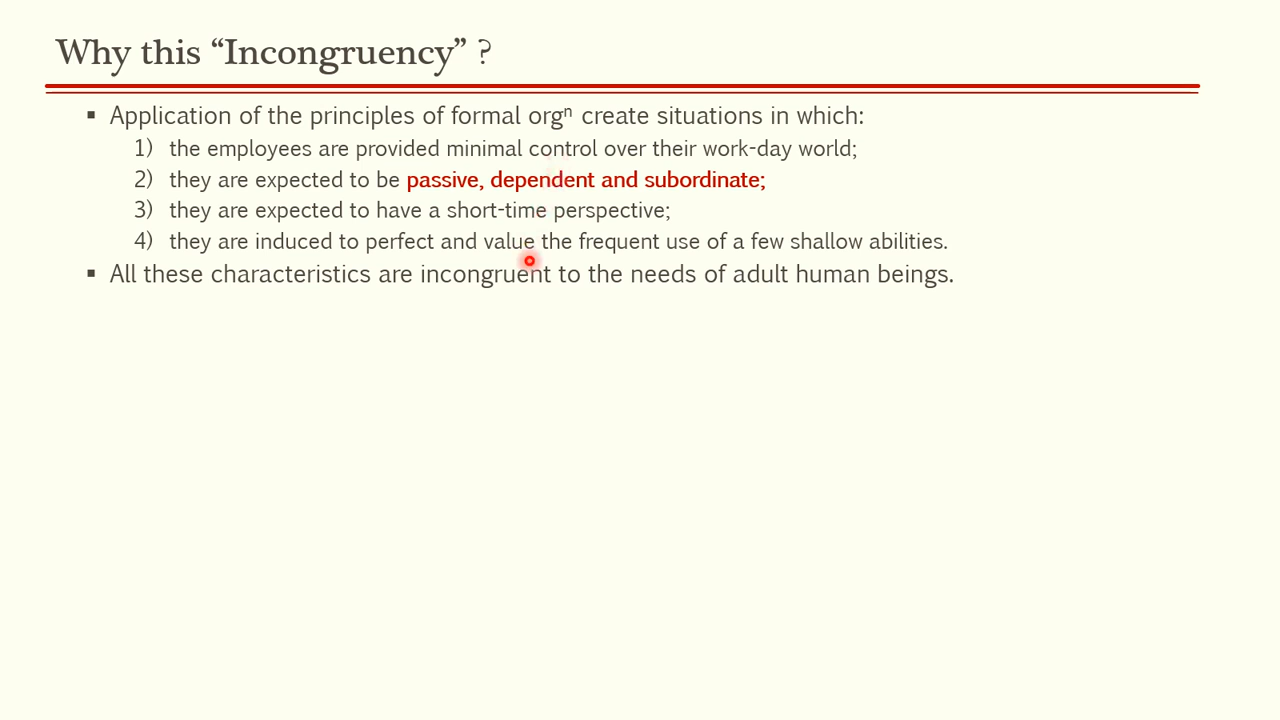 Why this “Incongruency” ?
▪ Application of the principles of formal orgⁿ create situations in which:
1) the employees are provided minimal control over their work-day world;
2) they are expected to be passive, dependent and subordinate;
3) they are expected to have a short-time perspective;
4) they are induced to perfect and value the frequent use of a few shallow abilities.
▪ All these characteristics are incongruent to the needs of adult human beings.